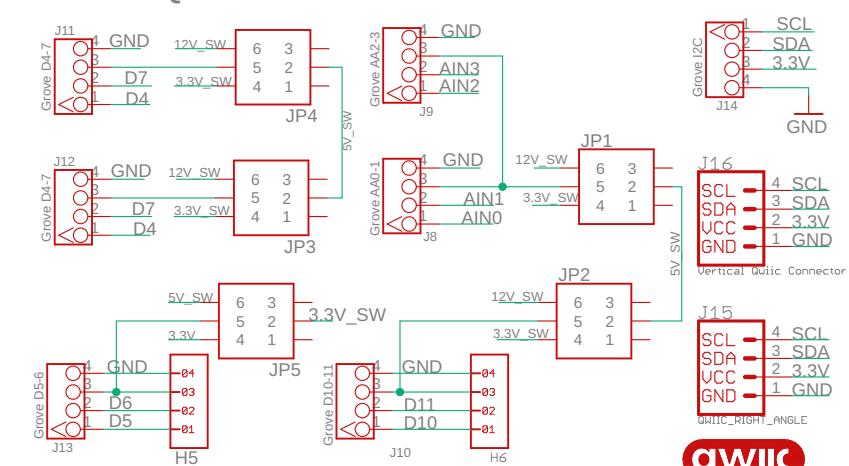 J11
Grove D4-7
4 GND
3
2 D7
1 D4
12V_SW
3.3V_SW
6 3
5 2
4 1
JP4
5V_SW
J12
Grove D4-7
4 GND
3
2 D7
1 D4
12V_SW
3.3V_SW
6 3
5 2
4 1
JP3
Grove AA2-3
4 GND
3
2 AIN3
1 AIN2
J9
Grove AA0-1
4 GND
3
2 AIN1
1 AIN0
J8
JP1
12V_SW
3.3V_SW
6 3
5 2
4 1
5V_SW
JP2
12V_SW
3.3V_SW
6 3
5 2
4 1
Grove I2C
1 SCL
2 SDA
3 3.3V
4
J14
GND
J16
SCL 4 SCL
SDA 3 SDA
VCC 2 3.3V
GND 1 GND
Vertical Qwiic Connector
J15
SCL 4 SCL
SDA 3 SDA
VCC 2 3.3V
GND 1 GND
QWIIC_RIGHT_ANGLE
5V_SW
3.3V
6 3
5 2
4 1
3.3V_SW
JP5
Grove D5-6
4 GND
3
2 D6
1 D5
J13
04
03
02
01
H5
Grove D10-11
4 GND
3
2 D11
1 D10
J10
04
03
02
01
H6
qwiic